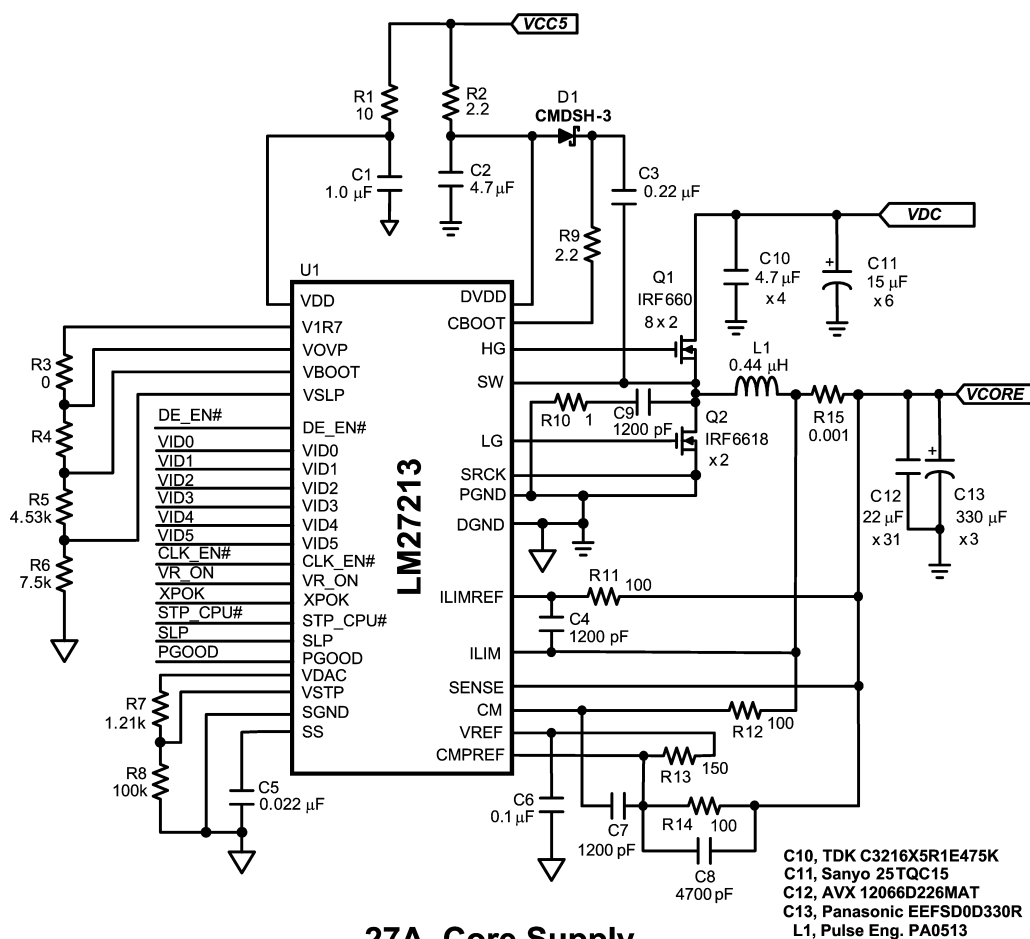 VCC5
R1
10
R2
2.2
D1
CMDSH-3
C1
1.0 µF
C2
4.7 µF
C3
0.22 µF
R9
2.2
VDC
C10
4.7 µF
x 4
C11
+
15 µF
x 6
Q1
IRF660
8 x 2
U1
LM27213
VDD
V1R7
VOVP
VBOOT
VSLP
DE_EN#
VID0
VID1
VID2
VID3
VID4
VID5
CLK_EN#
VR_ON
XPOK
STP_CPU#
SLP
PGOOD
VDAC
VSTP
SGND
SS
DVDD
CBOOT
HG
SW
LG
SRCK
PGND
DGND
ILIMREF
ILIM
SENSE
CM
VREF
CMPREF
R3
0
R4
R5
4.53k
R6
7.5k
DE_EN#
VID0
VID1
VID2
VID3
VID4
VID5
CLK_EN#
VR_ON
XPOK
STP_CPU#
SLP
PGOOD
R7
1.21k
R8
100k
C5
0.022 µF
L1
0.44 µH
R15
0.001
VCORE
R10
1
C9
1200 pF
Q2
IRF6618
x 2
C12
22 µF
x 31
+
C13
330 µF
x 3
R11
100
C4
1200 pF
R12
100
R13
150
C6
0.1 µF
C7
1200 pF
R14
100
C8
4700 pF
C10, TDK C3216X5R1E475K
C11, Sanyo 25TQC15
C12, AVX 12066D226MAT
C13, Panasonic EEFSD0D330R
L1, Pulse Eng. PA0513
27A Core Supply